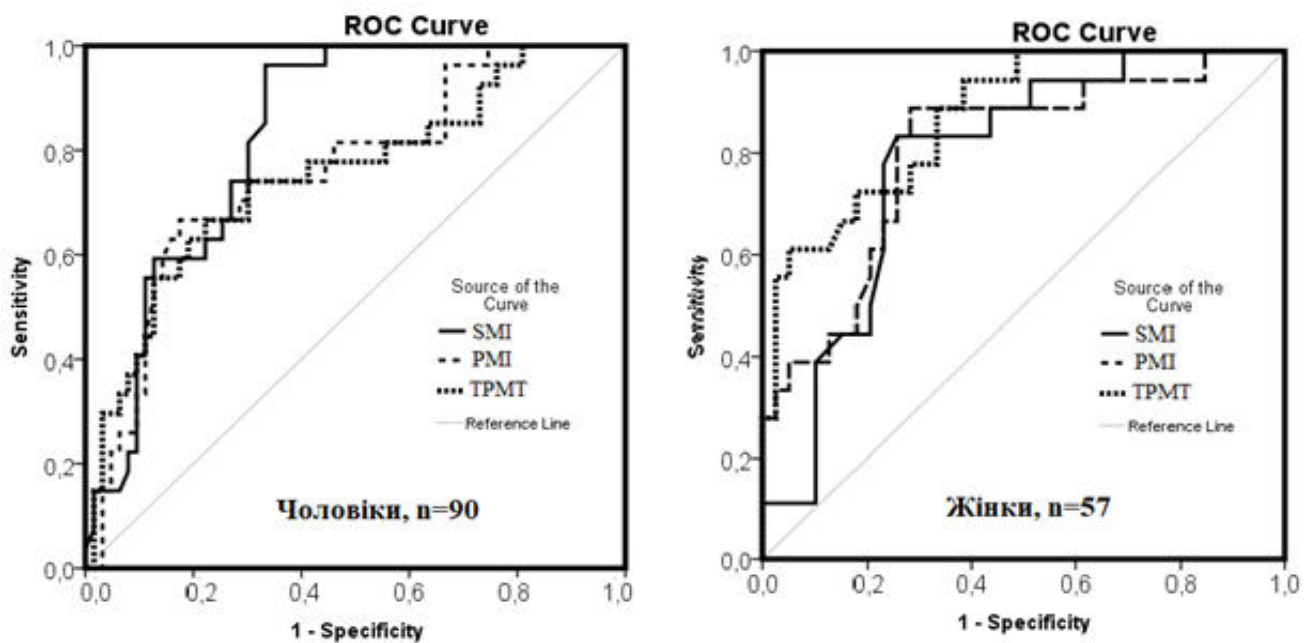 ROC Curve
1,0
0,8
0,6
0,4
0,2
0,0
Sensitivity
0,0
0,2
0,4
0,6
0,8
1,0
1 - Specificity
Source of the
Curve
SMI
PMI
TPMT
Reference Line
Чоловіки, n=90
ROC Curve
1,0
0,8
0,6
0,4
0,2
0,0
Sensitivity
0,0
0,2
0,4
0,6
0,8
1,0
1 - Specificity
Source of the
Curve
SMI
PMI
TPMT
Reference Line
Жінки, n=57